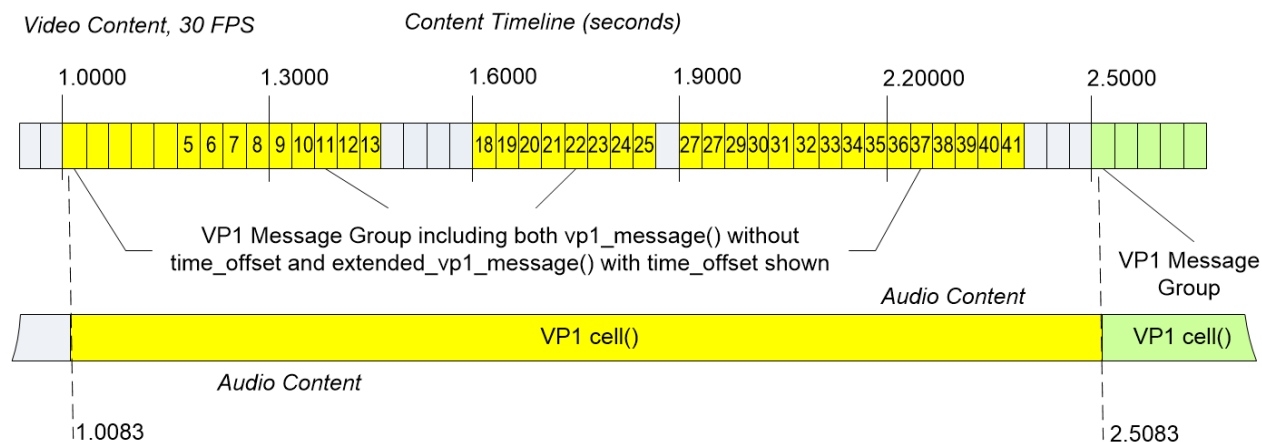 Video Content, 30 FPS
Content Timeline (seconds)
1.0000 1.3000 1.6000 1.9000 2.20000 2.5000
5 6 7 8 9 10 11 12 13 18 19 20 21 22 23 24 25 27 27 29 30 31 32 33 34 35 36 37 38 39 40 41
VP1 Message Group including both vp1_message() without
time_offset and extended_vp1_message() with time_offset shown
VP1 Message
Group
Audio Content
VP1 cell() VP1 cell()
Audio Content
1.0083 2.5083